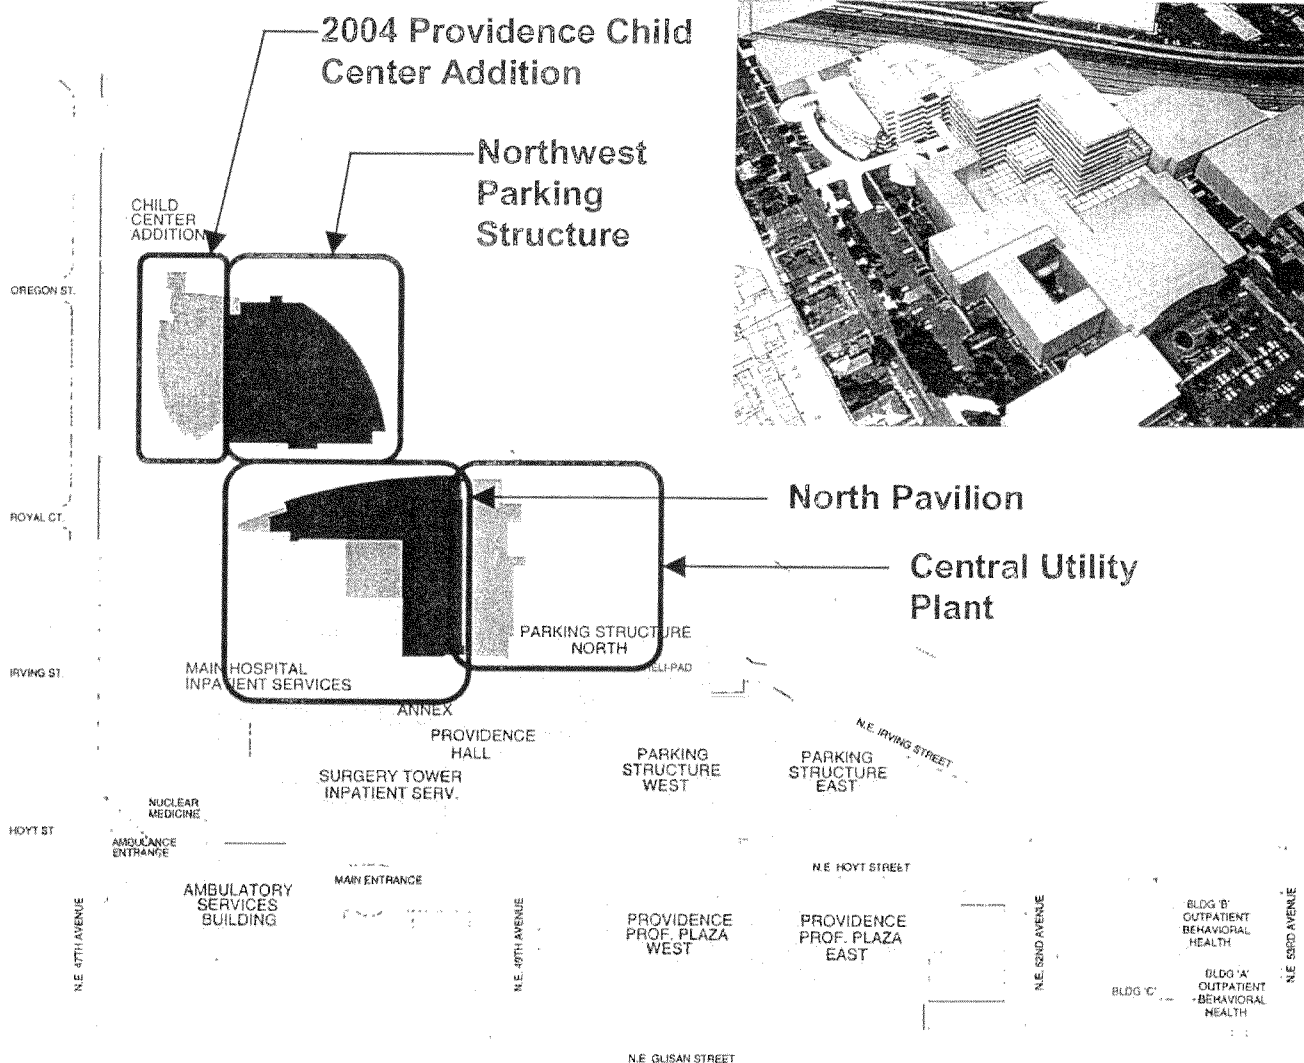 2004 Providence Child
Center Addition
Northwest
Parking
Structure
CHILD
CENTER
ADDITION
OREGON ST.
North Pavilion
ROYAL CT.
Central Utility
Plant
PARKING STRUCTURE
NORTH
IRVING ST.
MAIN HOSPITAL
INPATIENT SERVICES
HELI-PAD
ANNEX
PROVIDENCE
HALL
N.E. IRVING STREET
PARKING
STRUCTURE
WEST
PARKING
STRUCTURE
EAST
SURGERY TOWER
INPATIENT SERV.
NUCLEAR
MEDICINE
HOYT ST
AMBULANCE
ENTRANCE
N.E. HOYT STREET
MAIN ENTRANCE
AMBULATORY
SERVICES
BUILDING
N.E. 47TH AVENUE
N.E. 49TH AVENUE
PROVIDENCE
PROF. PLAZA
WEST
PROVIDENCE
PROF. PLAZA
EAST
N.E. 52ND AVENUE
BLDG 'B'
OUTPATIENT
BEHAVIORAL
HEALTH
N.E. 53RD AVENUE
BLDG 'C'
BLDG 'A'
OUTPATIENT
BEHAVIORAL
HEALTH
N.E. GLISAN STREET